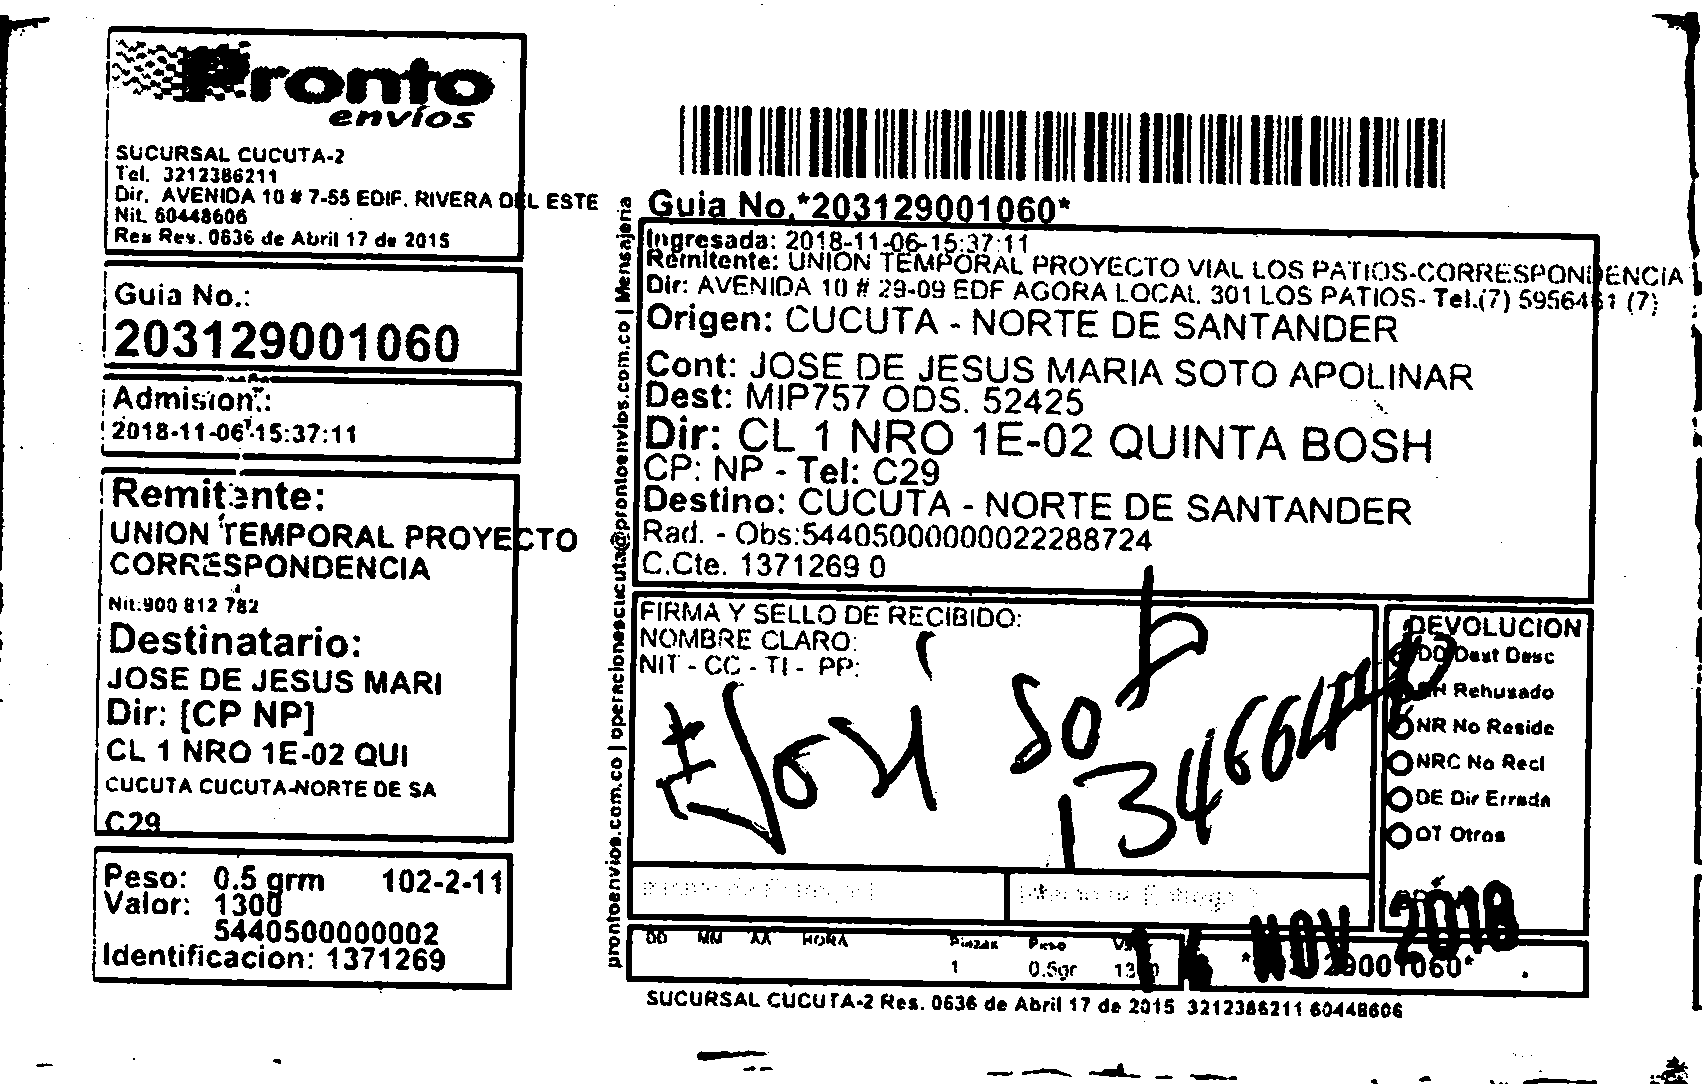 Pronto
envíos
SUCURSAL CUCUTA-2
Tel. 3212386211
Dir. AVENIDA 10 # 7-55 EDIF. RIVERA DEL ESTE
Nit. 60448606
Res Res. 0636 de Abril 17 de 2015
Guia No.:
203129001060
Admision:
2018-11-06-15:37:11
Remitente:
UNION TEMPORAL PROYECTO
CORRESPONDENCIA
Nit:900 812 782
Destinatario:
JOSE DE JESUS MARI
Dir: [CP NP]
CL 1 NRO 1E-02 QUI
CUCUTA CUCUTA-NORTE DE SA
C29
Peso: 0.5 grm 102-2-11
Valor: 1300
5440500000002
Identificacion: 1371269
prontoenvios.com.co | operacionescucuta@prontoenvios.com.co | Mensajeria
Guia No.*203129001060*
Ingresada: 2018-11-06-15:37:11
Remitente: UNION TEMPORAL PROYECTO VIAL LOS PATIOS-CORRESPONDENCIA
Dir: AVENIDA 10 # 29-09 EDF AGORA LOCAL 301 LOS PATIOS- Tel.(7) 5956461 (7)
Origen: CUCUTA - NORTE DE SANTANDER
Cont: JOSE DE JESUS MARIA SOTO APOLINAR
Dest: MIP757 ODS. 52425
Dir: CL 1 NRO 1E-02 QUINTA BOSH
CP: NP - Tel: C29
Destino: CUCUTA - NORTE DE SANTANDER
Rad. - Obs:54405000000022288724
C.Cte. 1371269 0
FIRMA Y SELLO DE RECIBIDO:
NOMBRE CLARO:
NIT - CC - TI - PP:
José Soto
DEVOLUCION
DD Dest Desc
RH Rehusado
NR No Reside
NRC No Recl
DE Dir Errada
OT Otros
DD MM AA HORA
Piezas Peso
1 0.5gr
16 NOV 2018
29001060*
SUCURSAL CUCUTA-2 Res. 0636 de Abril 17 de 2015 3212386211 60448606